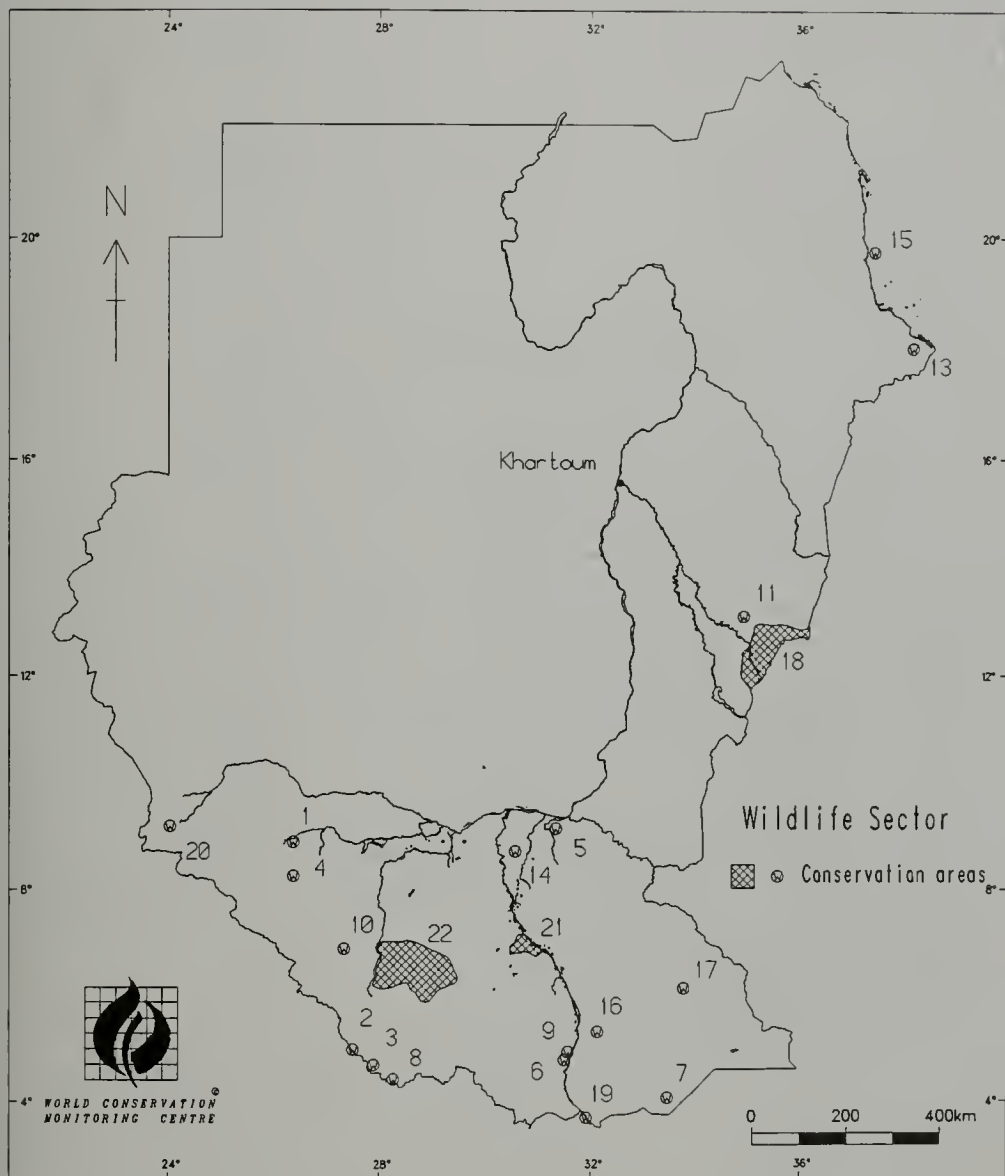 24° 28° 32° 36°
N
20° 20°
15
13
16° 16°
Khartoum
11
18
12° 12°
Wildlife Sector
Conservation areas
1
20 4 5
14
8° 8°
10 22 21
17
2 3 9 16
8 6 7
19
4° 4°
WORLD CONSERVATION
MONITORING CENTRE
0 200 400km
24° 28° 32° 36°